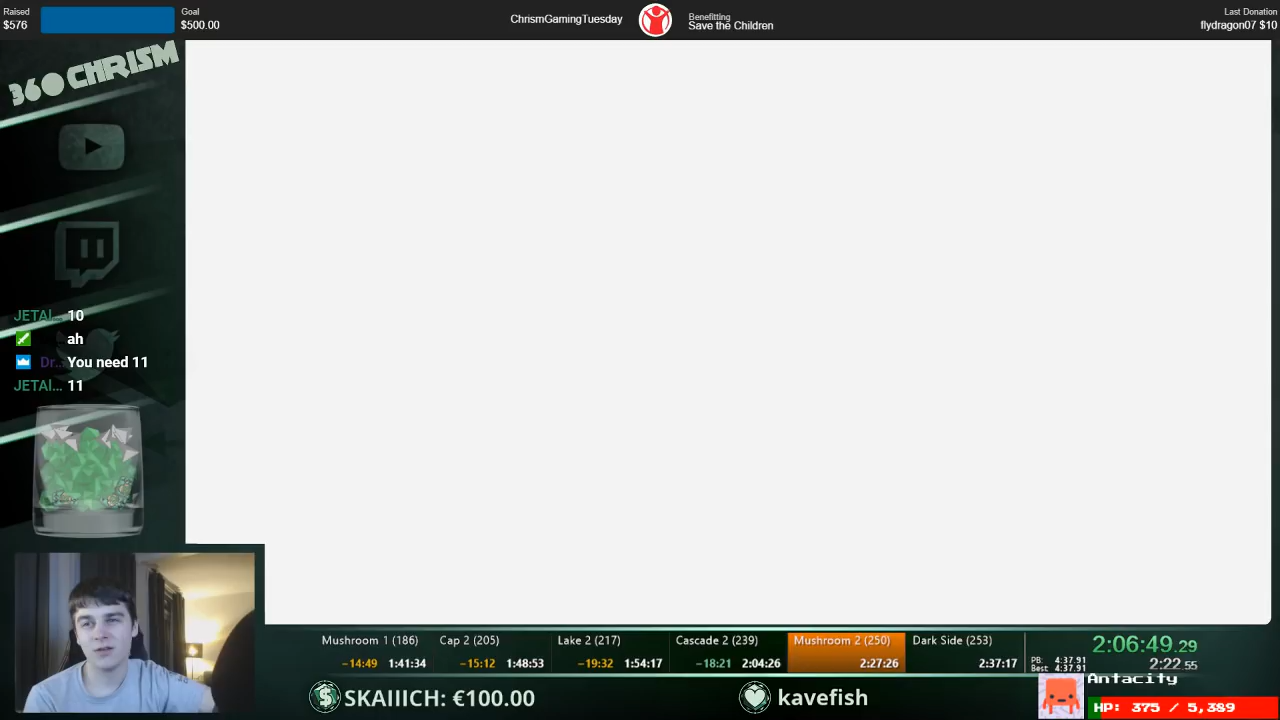 Raised
$576
Goal
$500.00
ChrismGamingTuesday
Benefitting
Save the Children
Last Donation
flydragon07 $10
360 CHRISM
JETAl... 10
ah
Dr... You need 11
JETAl... 11
Mushroom 1 (186)
-14:49 1:41:34
Cap 2 (205)
-15:12 1:48:53
Lake 2 (217)
-19:32 1:54:17
Cascade 2 (239)
-18:21 2:04:26
Mushroom 2 (250)
2:27:26
Dark Side (253)
2:37:17
PB: 4:37.91
Best: 4:37.91
2:06:49.29
2:22.55
SKAIIICH: €100.00
kavefish
Antacity
HP: 375 / 5,389